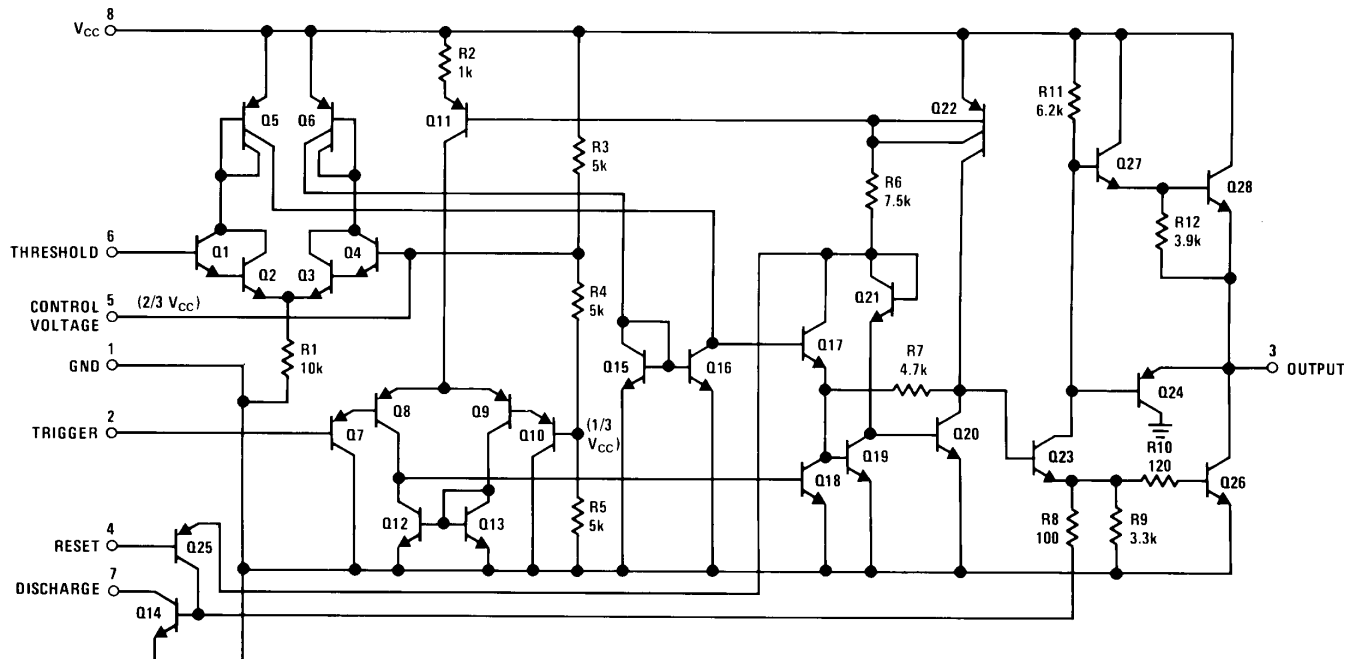 8
VCC
R2
1k
Q5
Q6
Q11
Q22
R11
6.2k
Q27
Q28
R3
5k
R6
7.5k
R12
3.9k
6
THRESHOLD
Q1
Q2
Q3
Q4
5
(2/3 VCC)
CONTROL
VOLTAGE
R4
5k
Q21
1
GND
R1
10k
Q15
Q16
Q17
R7
4.7k
3
OUTPUT
Q24
2
TRIGGER
Q7
Q8
Q9
Q10
(1/3
VCC)
Q18
Q19
Q20
Q23
R10
120
Q26
4
RESET
Q25
Q12
Q13
R5
5k
R8
100
R9
3.3k
7
DISCHARGE
Q14